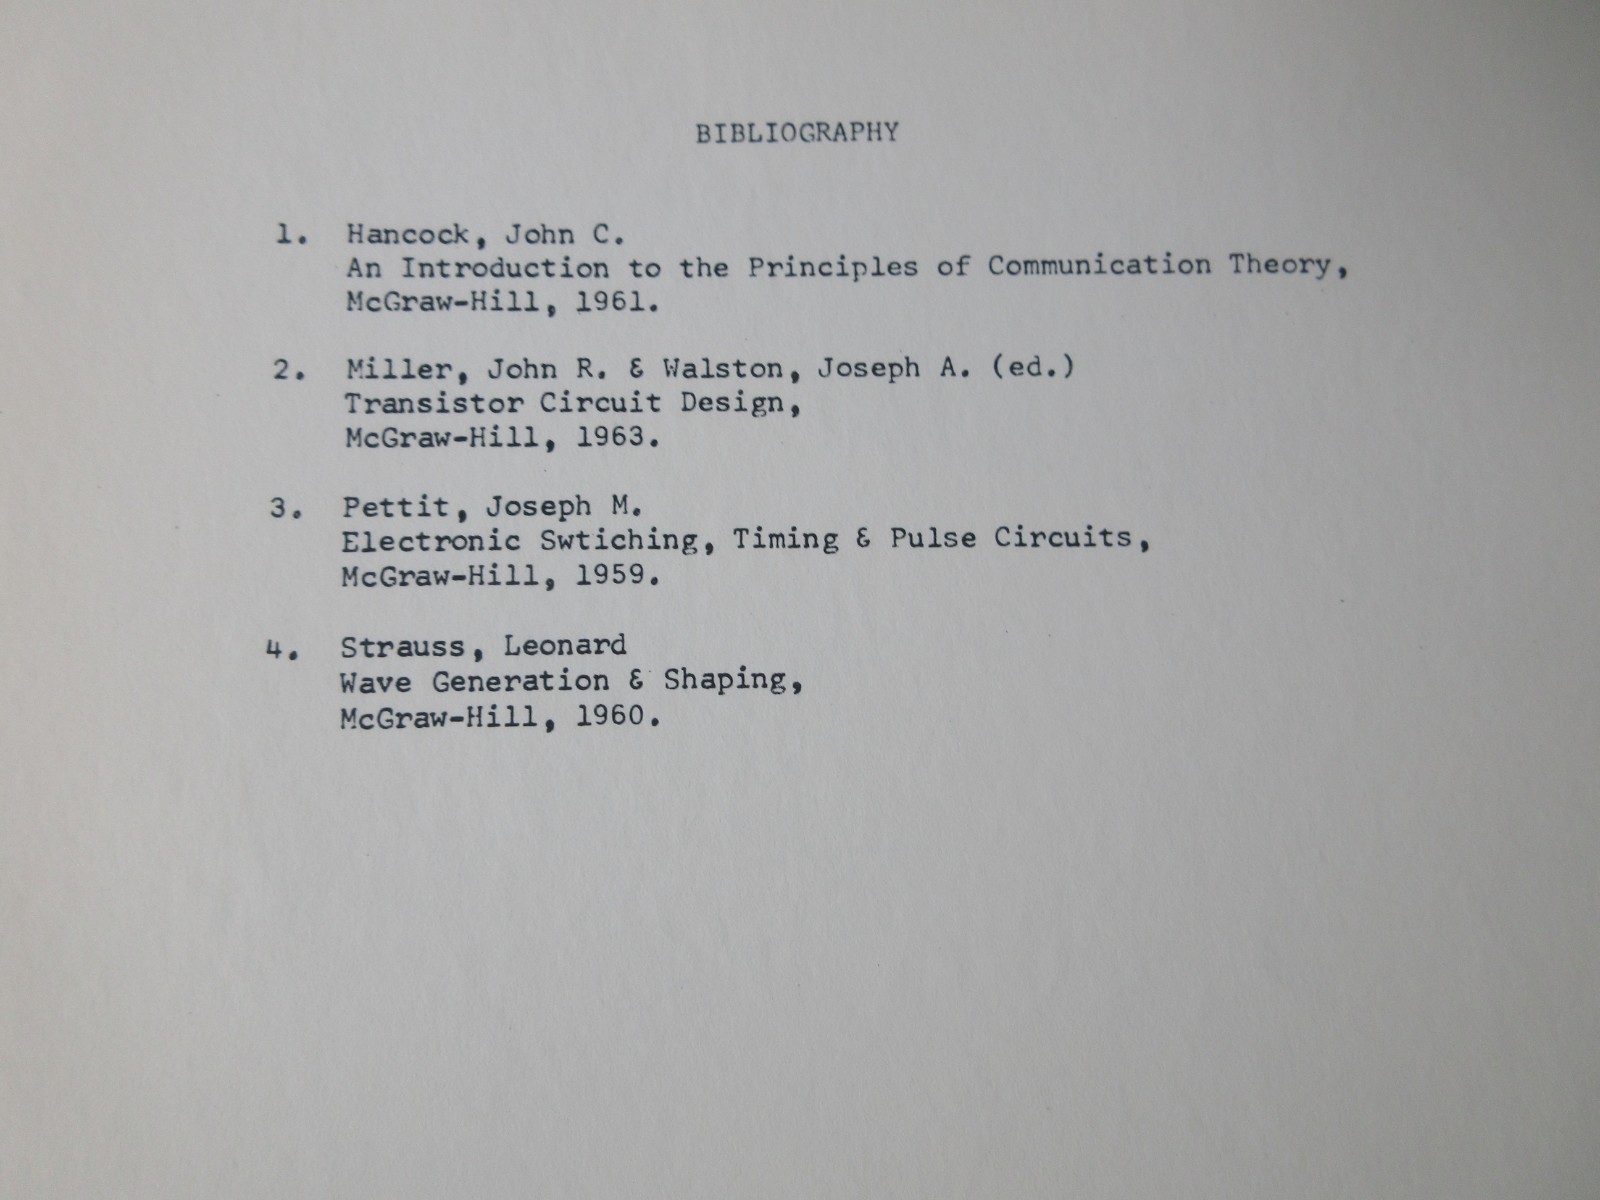 BIBLIOGRAPHY
1. Hancock, John C.
An Introduction to the Principles of Communication Theory,
McGraw-Hill, 1961.
2. Miller, John R. & Walston, Joseph A. (ed.)
Transistor Circuit Design,
McGraw-Hill, 1963.
3. Pettit, Joseph M.
Electronic Swtiching, Timing & Pulse Circuits,
McGraw-Hill, 1959.
4. Strauss, Leonard
Wave Generation & Shaping,
McGraw-Hill, 1960.